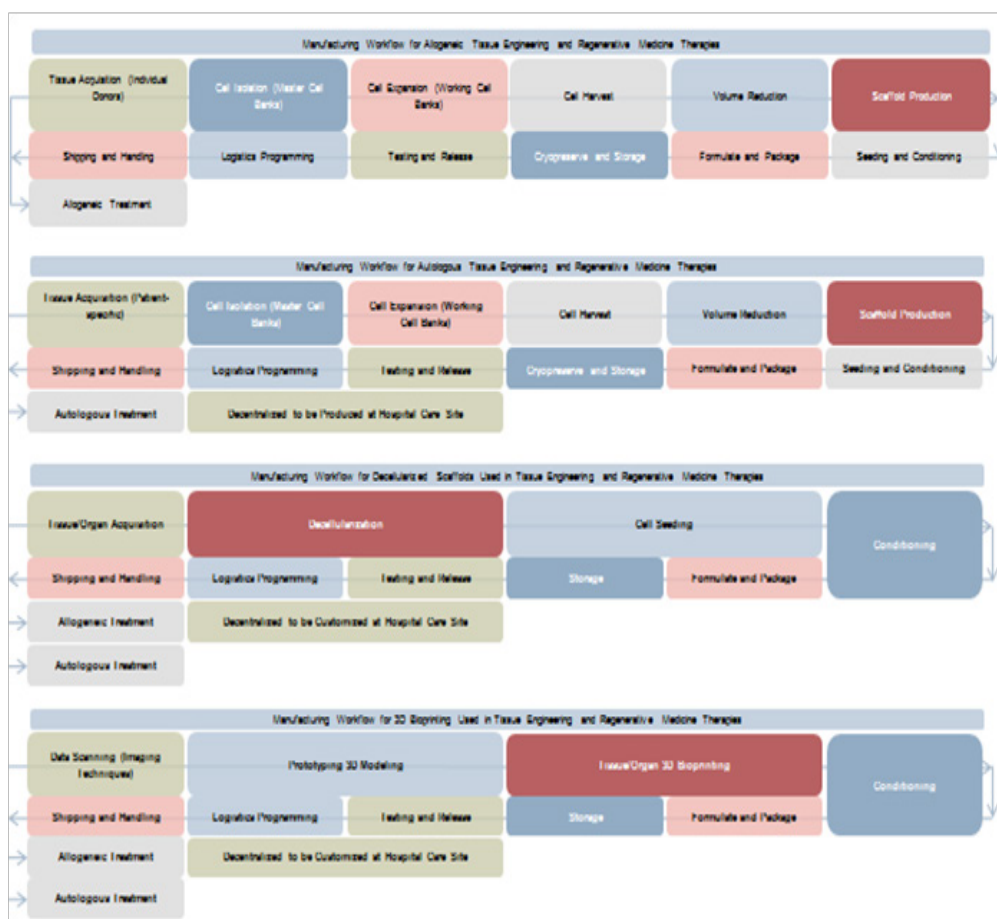 Manufacturing Workflow for Allogeneic Tissue Engineering and Regenerative Medicine Therapies
Tissue Acquisition (Individual
Donors)
Cell Isolation (Master Cell
Banks)
Cell Expansion (Working Cell
Banks)
Cell Harvest
Volume Reduction
Scaffold Production
Shipping and Handing
Logistics Programming
Testing and Release
Cryopreserve and Storage
Formulate and Package
Seeding and Conditioning
Allogeneic Treatment
Manufacturing Workflow for Autologous Tissue Engineering and Regenerative Medicine Therapies
Tissue Acquisition (Patient-
specific)
Cell Isolation (Master Cell
Banks)
Cell Expansion (Working
Cell Banks)
Cell Harvest
Volume Reduction
Scaffold Production
Shipping and Handling
Logistics Programming
Testing and Release
Cryopreserve and Storage
Formulate and Package
Seeding and Conditioning
Autologous Treatment
Decentralized to be Produced at Hospital Care Site
Manufacturing Workflow for Decellularized Scaffolds Used in Tissue Engineering and Regenerative Medicine Therapies
Tissue/Organ Acquisition
Decellularization
Cell Seeding
Conditioning
Shipping and Handling
Logistics Programming
Testing and Release
Storage
Formulate and Package
Allogeneic Treatment
Decentralized to be Customized at Hospital Care Site
Autologous Treatment
Manufacturing Workflow for 3D Bioprinting Used in Tissue Engineering and Regenerative Medicine Therapies
Data Scanning (Imaging
Techniques)
Prototyping 3D Modeling
Tissue/Organ 3D Bioprinting
Conditioning
Shipping and Handling
Logistics Programming
Testing and Release
Storage
Formulate and Package
Allogeneic Treatment
Decentralized to be Customized at Hospital Care Site
Autologous Treatment